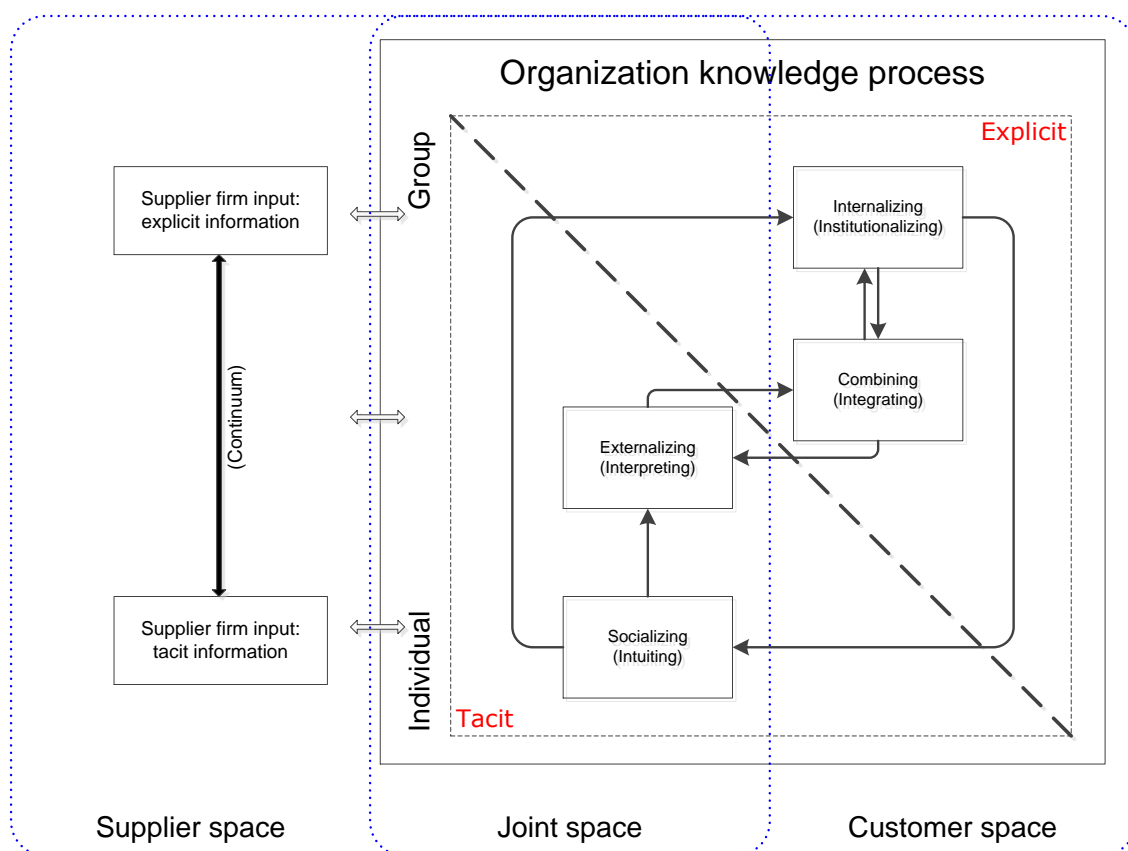 Organization knowledge process
Explicit
Group
Supplier firm input:
explicit information
Internalizing
(Institutionalizing)
(Continuum)
Combining
(Integrating)
Externalizing
(Interpreting)
Individual
Supplier firm input:
tacit information
Socializing
(Intuiting)
Tacit
Supplier space
Joint space
Customer space